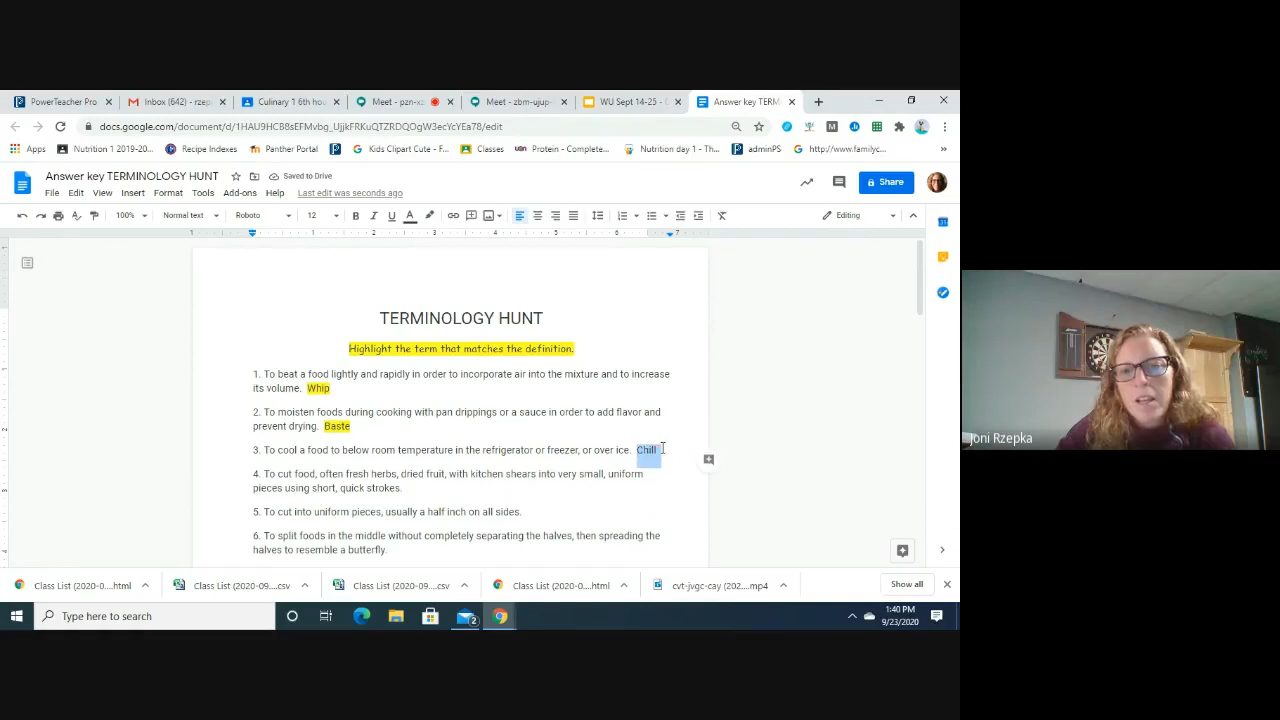 PowerTeacher Pro
Inbox (642) - rzep
Culinary 1 6th hou
Meet - pzn-x
Meet - zbm-ujup-
WU Sept 14-25 - 
Answer key TERM
docs.google.com/document/d/1HAU9HCB8sEFMvbg_UjjkFRKuQTZRDQOgW3ecYcYEa78/edit
Apps
Nutrition 1 2019-20...
Recipe Indexes
Panther Portal
Kids Clipart Cute - F...
Classes
Protein - Complete...
Nutrition day 1 - Th...
adminPS
http://www.familyc...
Answer key TERMINOLOGY HUNT
Saved to Drive
File Edit View Insert Format Tools Add-ons Help Last edit was seconds ago
Share
100% Normal text Roboto 12 Editing
TERMINOLOGY HUNT
Highlight the term that matches the definition.
1. To beat a food lightly and rapidly in order to incorporate air into the mixture and to increase
its volume. Whip
2. To moisten foods during cooking with pan drippings or a sauce in order to add flavor and
prevent drying. Baste
3. To cool a food to below room temperature in the refrigerator or freezer, or over ice. Chill
4. To cut food, often fresh herbs, dried fruit, with kitchen shears into very small, uniform
pieces using short, quick strokes.
5. To cut into uniform pieces, usually a half inch on all sides.
6. To split foods in the middle without completely separating the halves, then spreading the
halves to resemble a butterfly.
Joni Rzepka
Class List (2020-0....html
Class List (2020-09....csv
Class List (2020-09....csv
Class List (2020-0....html
cvt-jvgc-cay (202....mp4
Show all
Type here to search
1:40 PM
9/23/2020